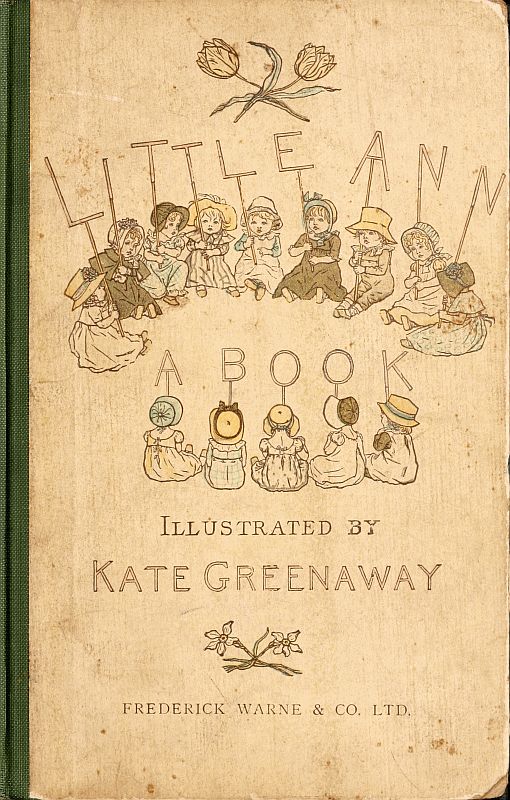 LITTLE ANN
A BOOK
ILLUSTRATED BY
KATE GREENAWAY
FREDERICK WARNE & CO. LTD.